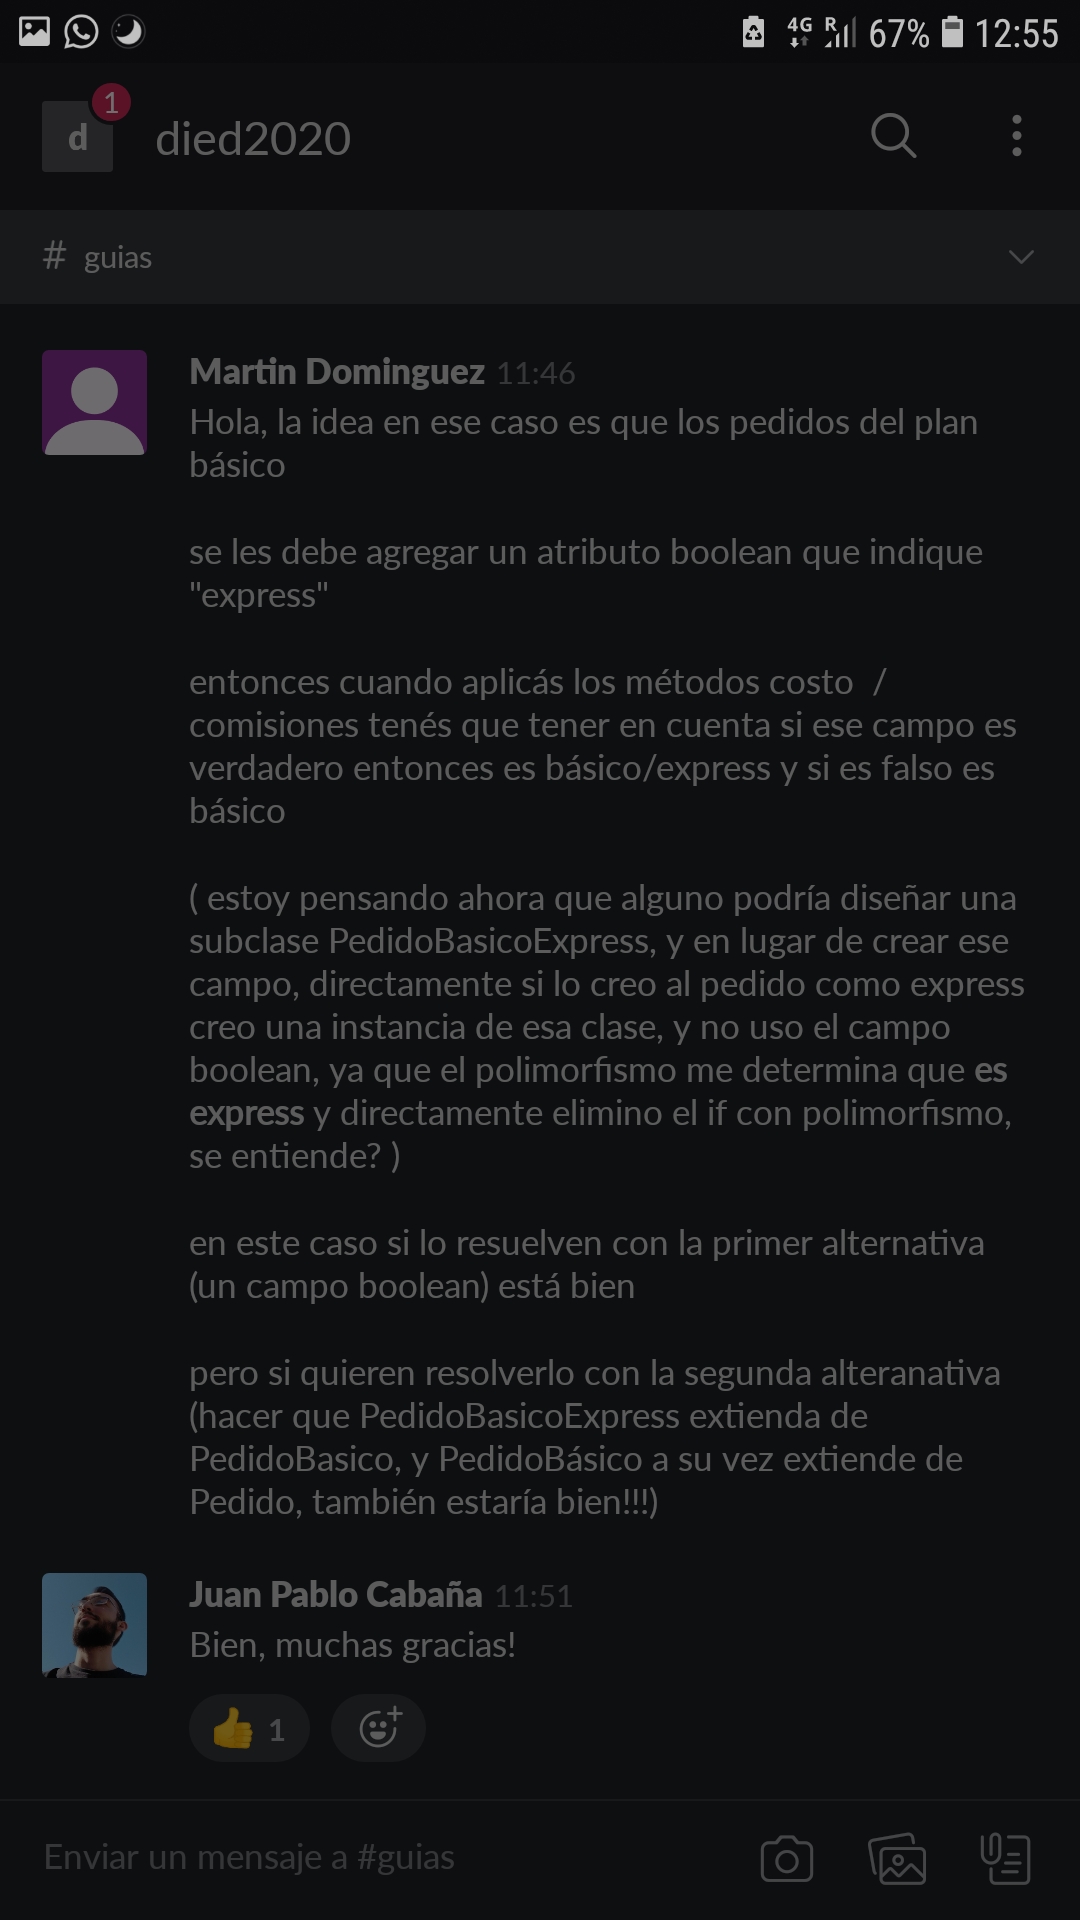 4G R 67% 12:55
d 1 died2020
# guias
Martin Dominguez 11:46
Hola, la idea en ese caso es que los pedidos del plan
básico
se les debe agregar un atributo boolean que indique
"express"
entonces cuando aplicás los métodos costo  /
comisiones tenés que tener en cuenta si ese campo es
verdadero entonces es básico/express y si es falso es
básico
( estoy pensando ahora que alguno podría diseñar una
subclase PedidoBasicoExpress, y en lugar de crear ese
campo, directamente si lo creo al pedido como express
creo una instancia de esa clase, y no uso el campo
boolean, ya que el polimorfismo me determina que es
express y directamente elimino el if con polimorfismo,
se entiende? )
en este caso si lo resuelven con la primer alternativa
(un campo boolean) está bien
pero si quieren resolverlo con la segunda alteranativa
(hacer que PedidoBasicoExpress extienda de
PedidoBasico, y PedidoBásico a su vez extiende de
Pedido, también estaría bien!!!)
Juan Pablo Cabaña 11:51
Bien, muchas gracias!
👍 1
Enviar un mensaje a #guias